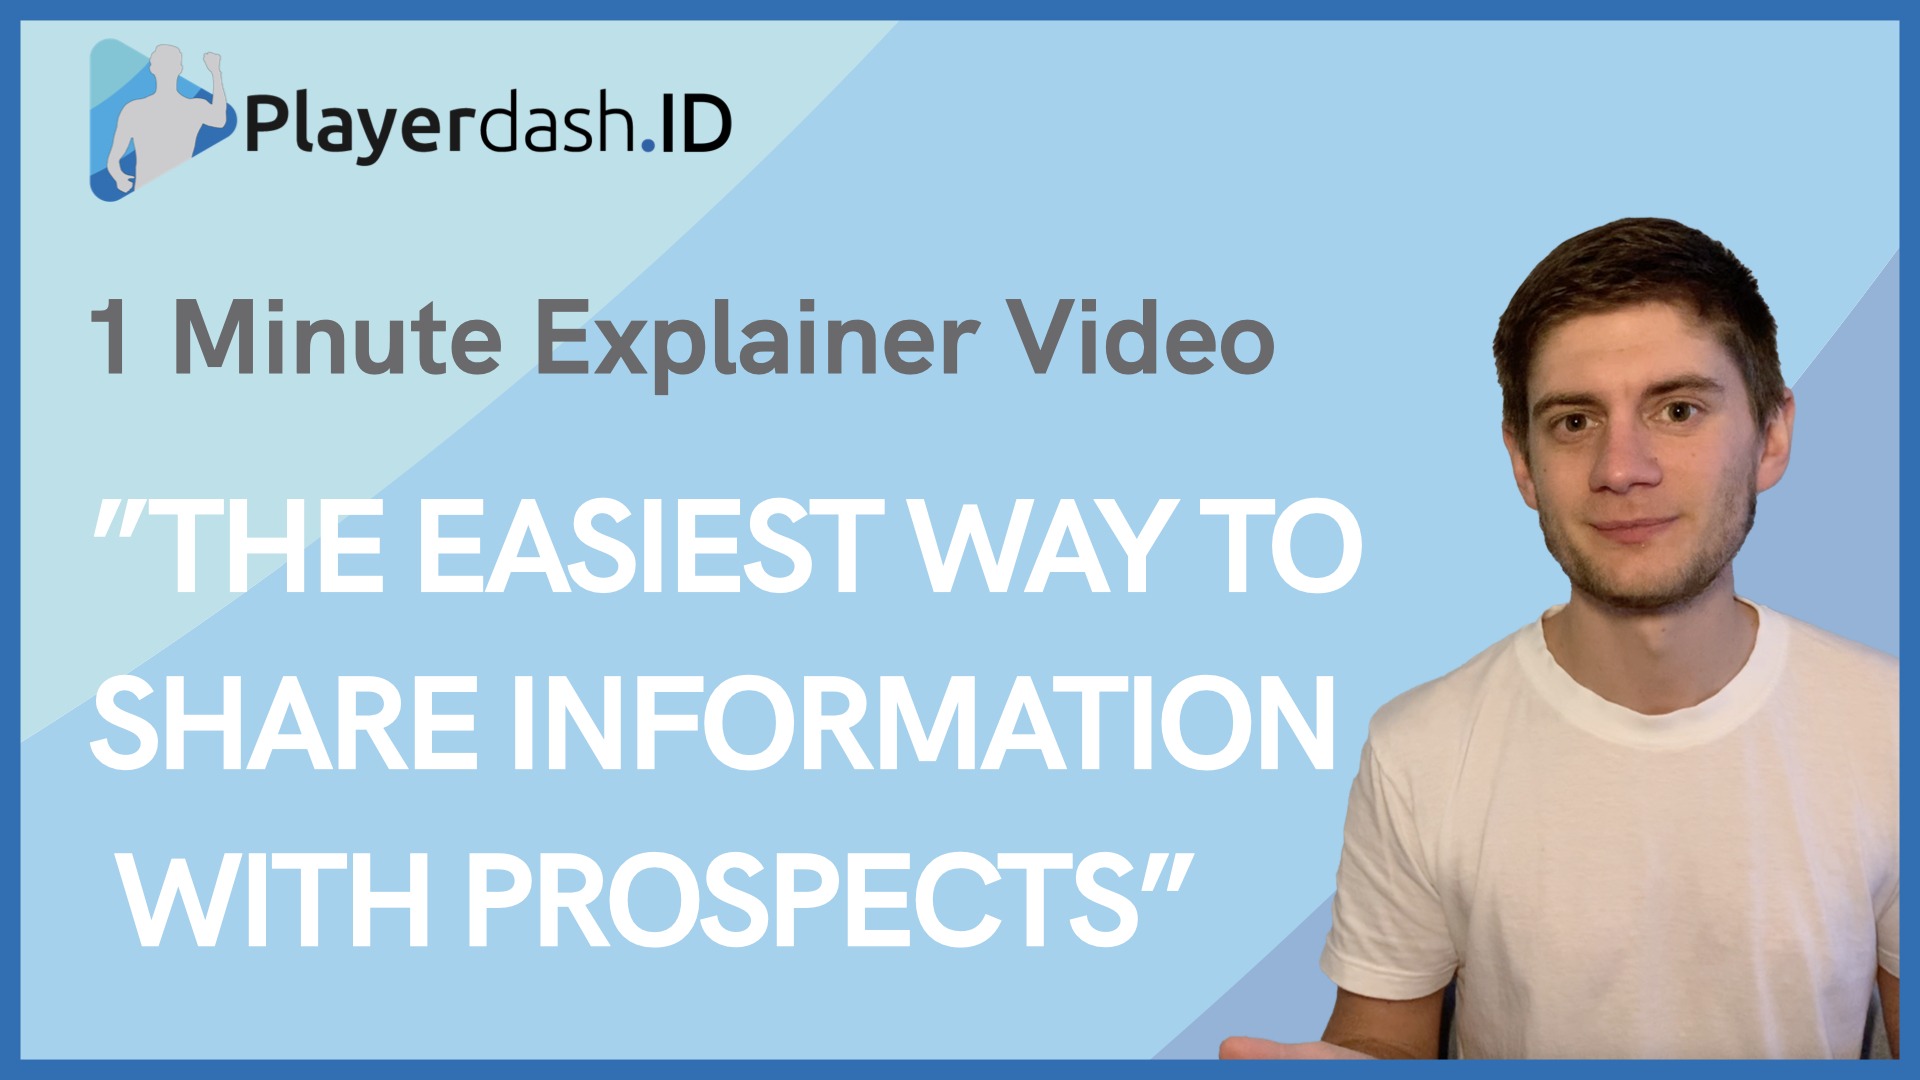 Playerdash.ID
1 Minute Explainer Video
"THE EASIEST WAY TO
SHARE INFORMATION
WITH PROSPECTS"